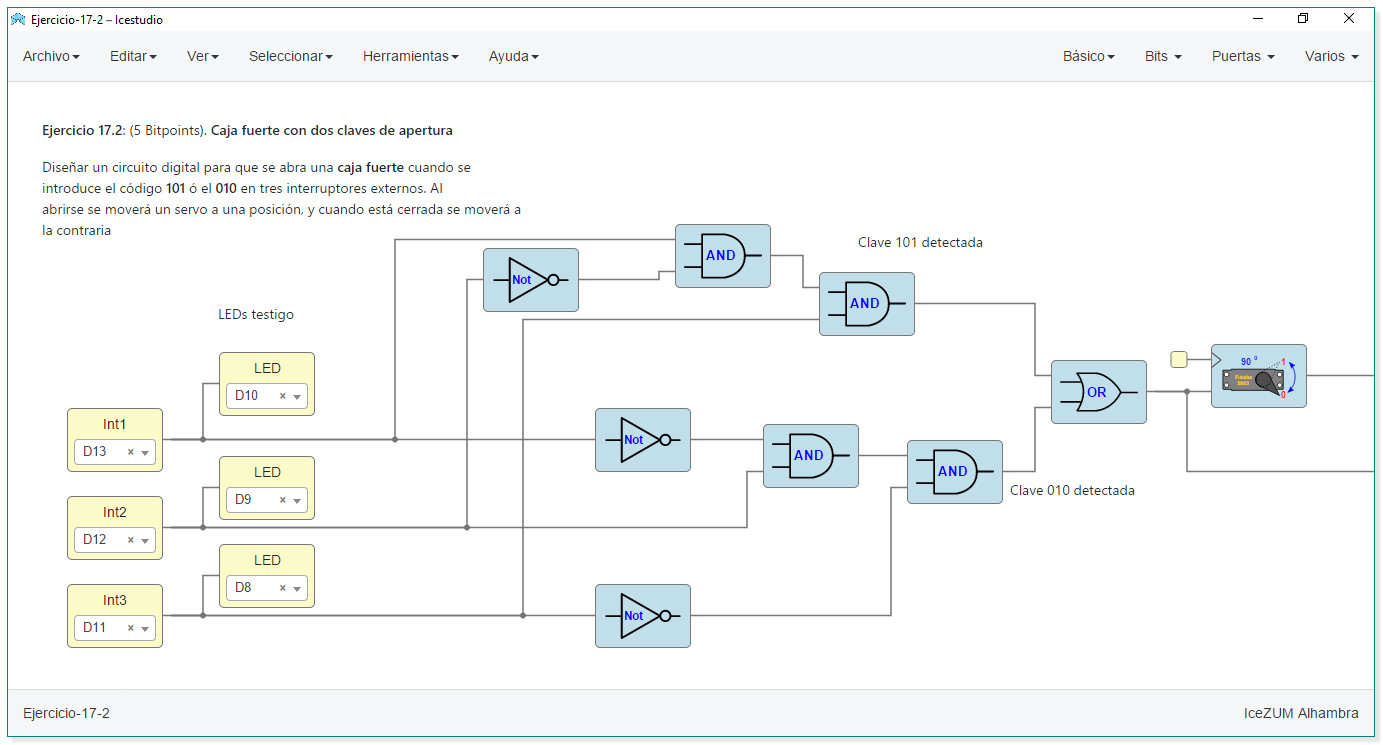 Ejercicio-17-2 – Icestudio
Archivo Editar Ver Seleccionar Herramientas Ayuda Básico Bits Puertas Varios
Ejercicio 17.2: (5 Bitpoints). Caja fuerte con dos claves de apertura
Diseñar un circuito digital para que se abra una caja fuerte cuando se
introduce el código 101 ó el 010 en tres interruptores externos. Al
abrirse se moverá un servo a una posición, y cuando está cerrada se moverá a
la contraria
Clave 101 detectada
AND
Not
AND
LEDs testigo
LED
D10
90 º
1
Futaba
3003
0
OR
Int1
D13
Not
AND
AND
Clave 010 detectada
LED
D9
Int2
D12
LED
D8
Int3
D11
Not
Ejercicio-17-2
IceZUM Alhambra